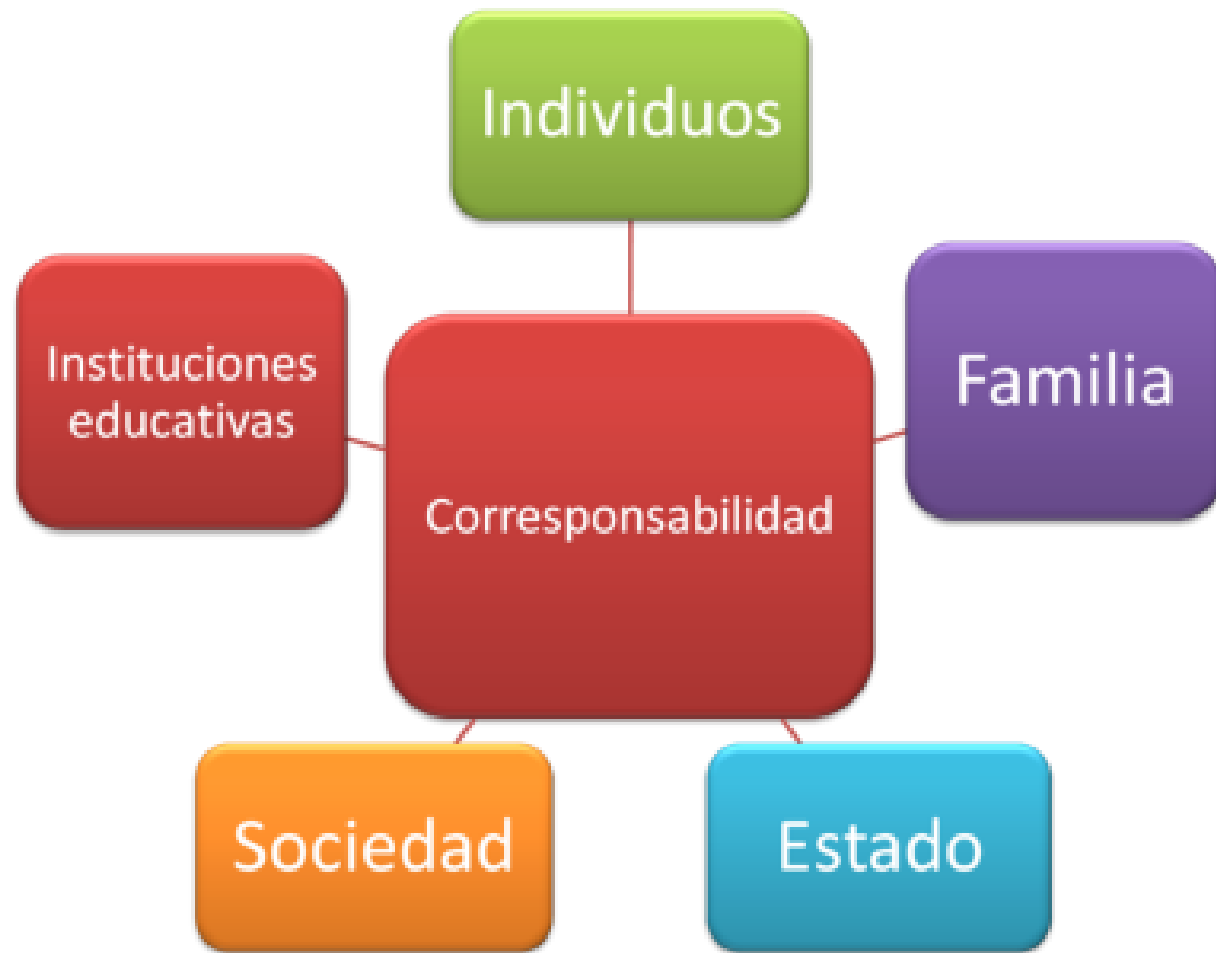 Individuos
Instituciones
educativas
Familia
Corresponsabilidad
Sociedad
Estado